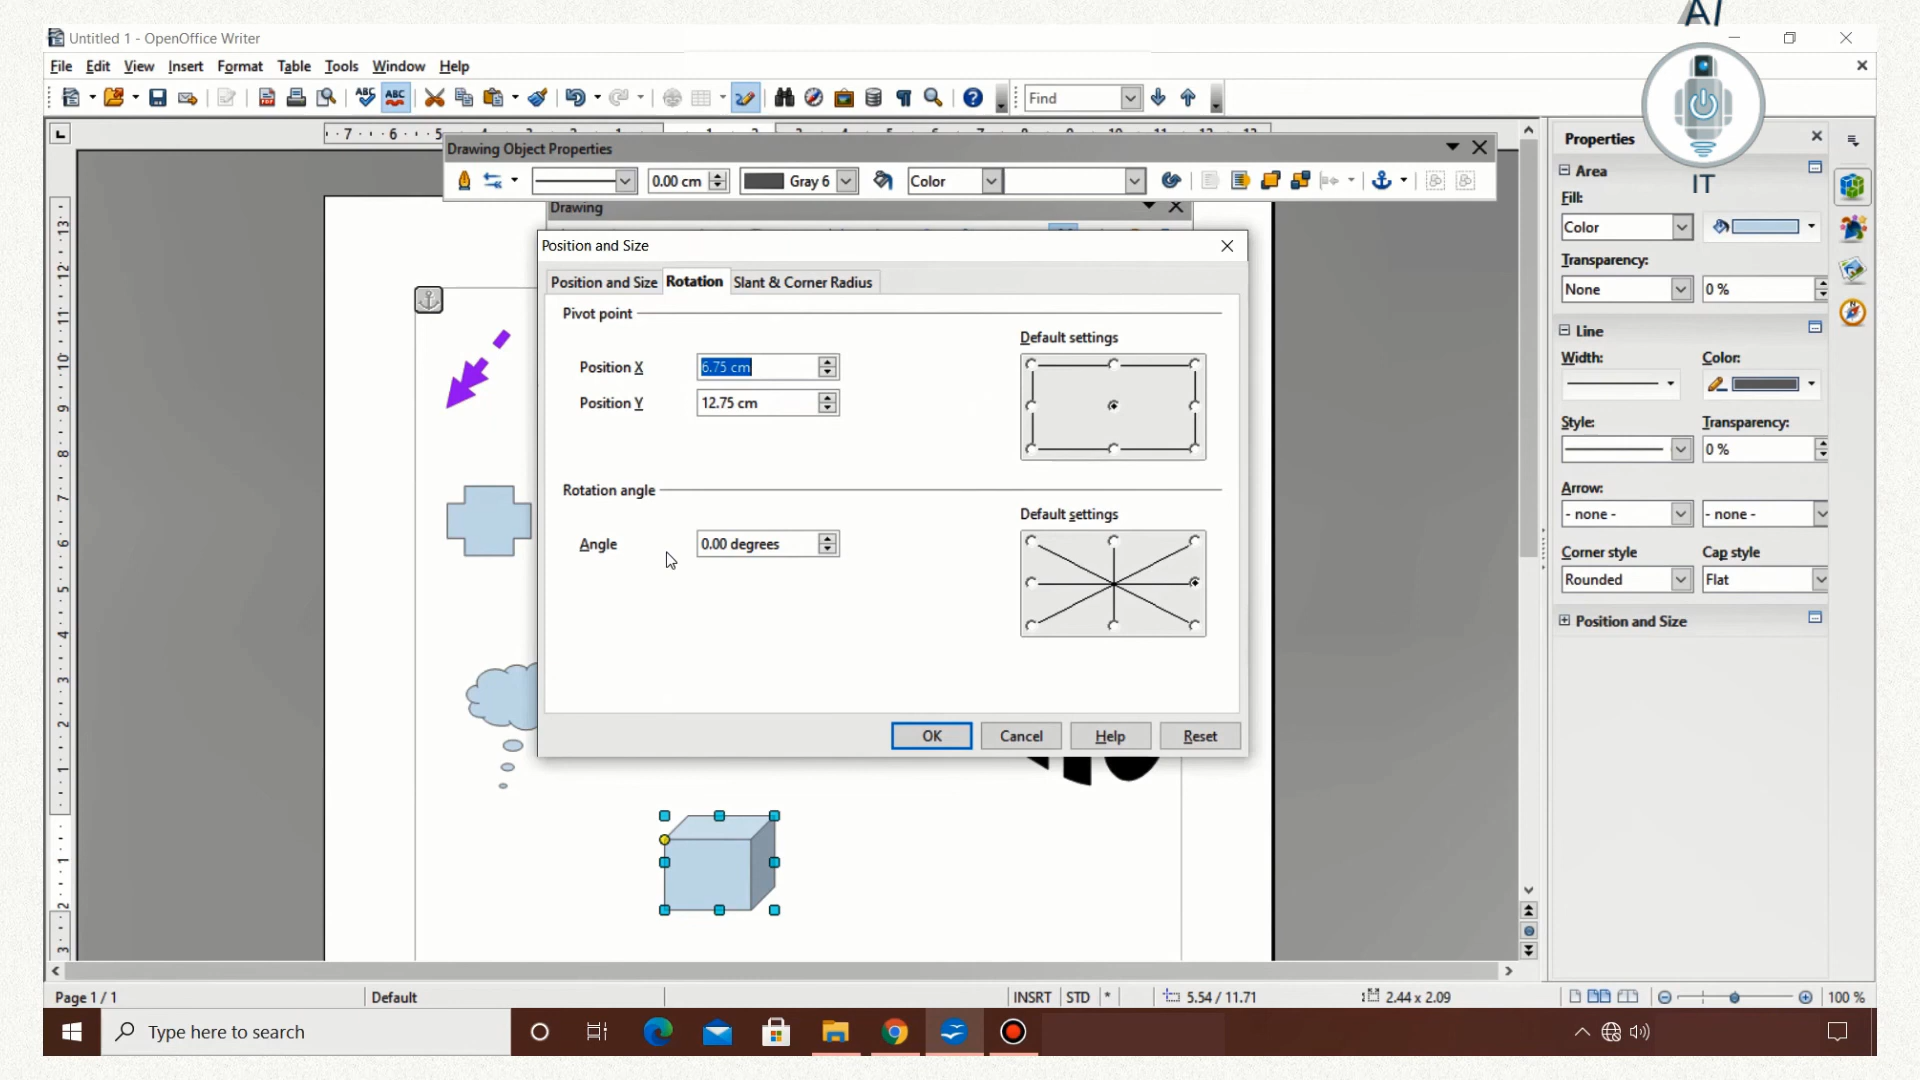 AI
Untitled 1 - OpenOffice Writer
File Edit View Insert Format Table Tools Window Help
Find
Drawing Object Properties
0.00 cm Gray 6 Color
Drawing
Position and Size
Position and Size Rotation Slant & Corner Radius
Pivot point
Position X 6.75 cm
Position Y 12.75 cm
Default settings
Rotation angle
Angle 0.00 degrees
Default settings
OK Cancel Help Reset
IT
Properties
Area
Fill:
Color
Transparency:
None 0 %
Line
Width: Color:
Style: Transparency:
0 %
Arrow:
- none - - none -
Corner style Cap style
Rounded Flat
Position and Size
Page 1 / 1 Default INSRT STD * 5.54 / 11.71 2.44 x 2.09 100 %
Type here to search